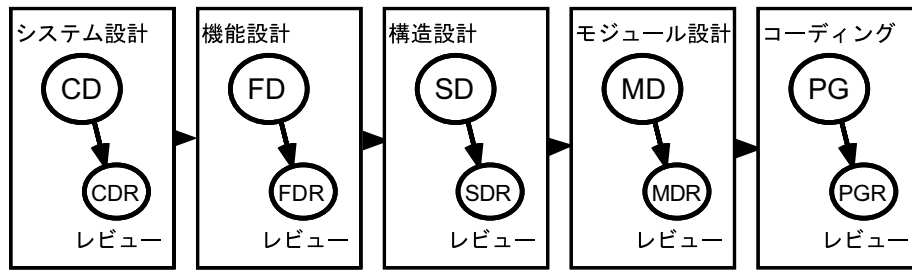 システム設計
CD
CDR
レビュー
機能設計
FD
FDR
レビュー
構造設計
SD
SDR
レビュー
モジュール設計
MD
MDR
レビュー
コーディング
PG
PGR
レビュー